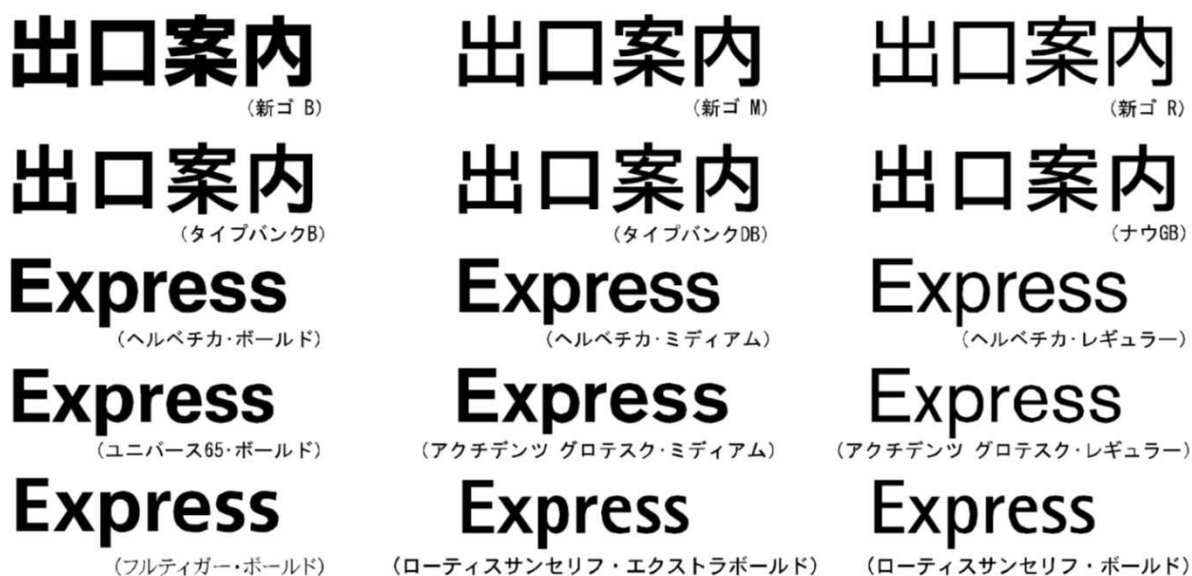 出口案内 出口案内 出口案内
(新ゴ B) (新ゴ M) (新ゴ R)
出口案内 出口案内 出口案内
(タイプバンクB) (タイプバンクDB) (ナウGB)
Express Express Express
(ヘルベチカ・ボールド) (ヘルベチカ・ミディアム) (ヘルベチカ・レギュラー)
Express Express Express
(ユニバース65・ボールド) (アクチデンツ グロテスク・ミディアム) (アクチデンツ グロテスク・レギュラー)
Express Express Express
(フルティガー・ボールド) (ローティスサンセリフ・エクストラボールド) (ローティスサンセリフ・ボールド)